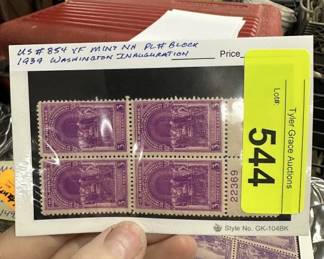 US # 854 VF MINT NH PL# BLOCK
1939 WASHINGTON INAUGURATION
Price
Lot#:
544
Tyler Grace Auctions
22369
Style No. GK-104BK